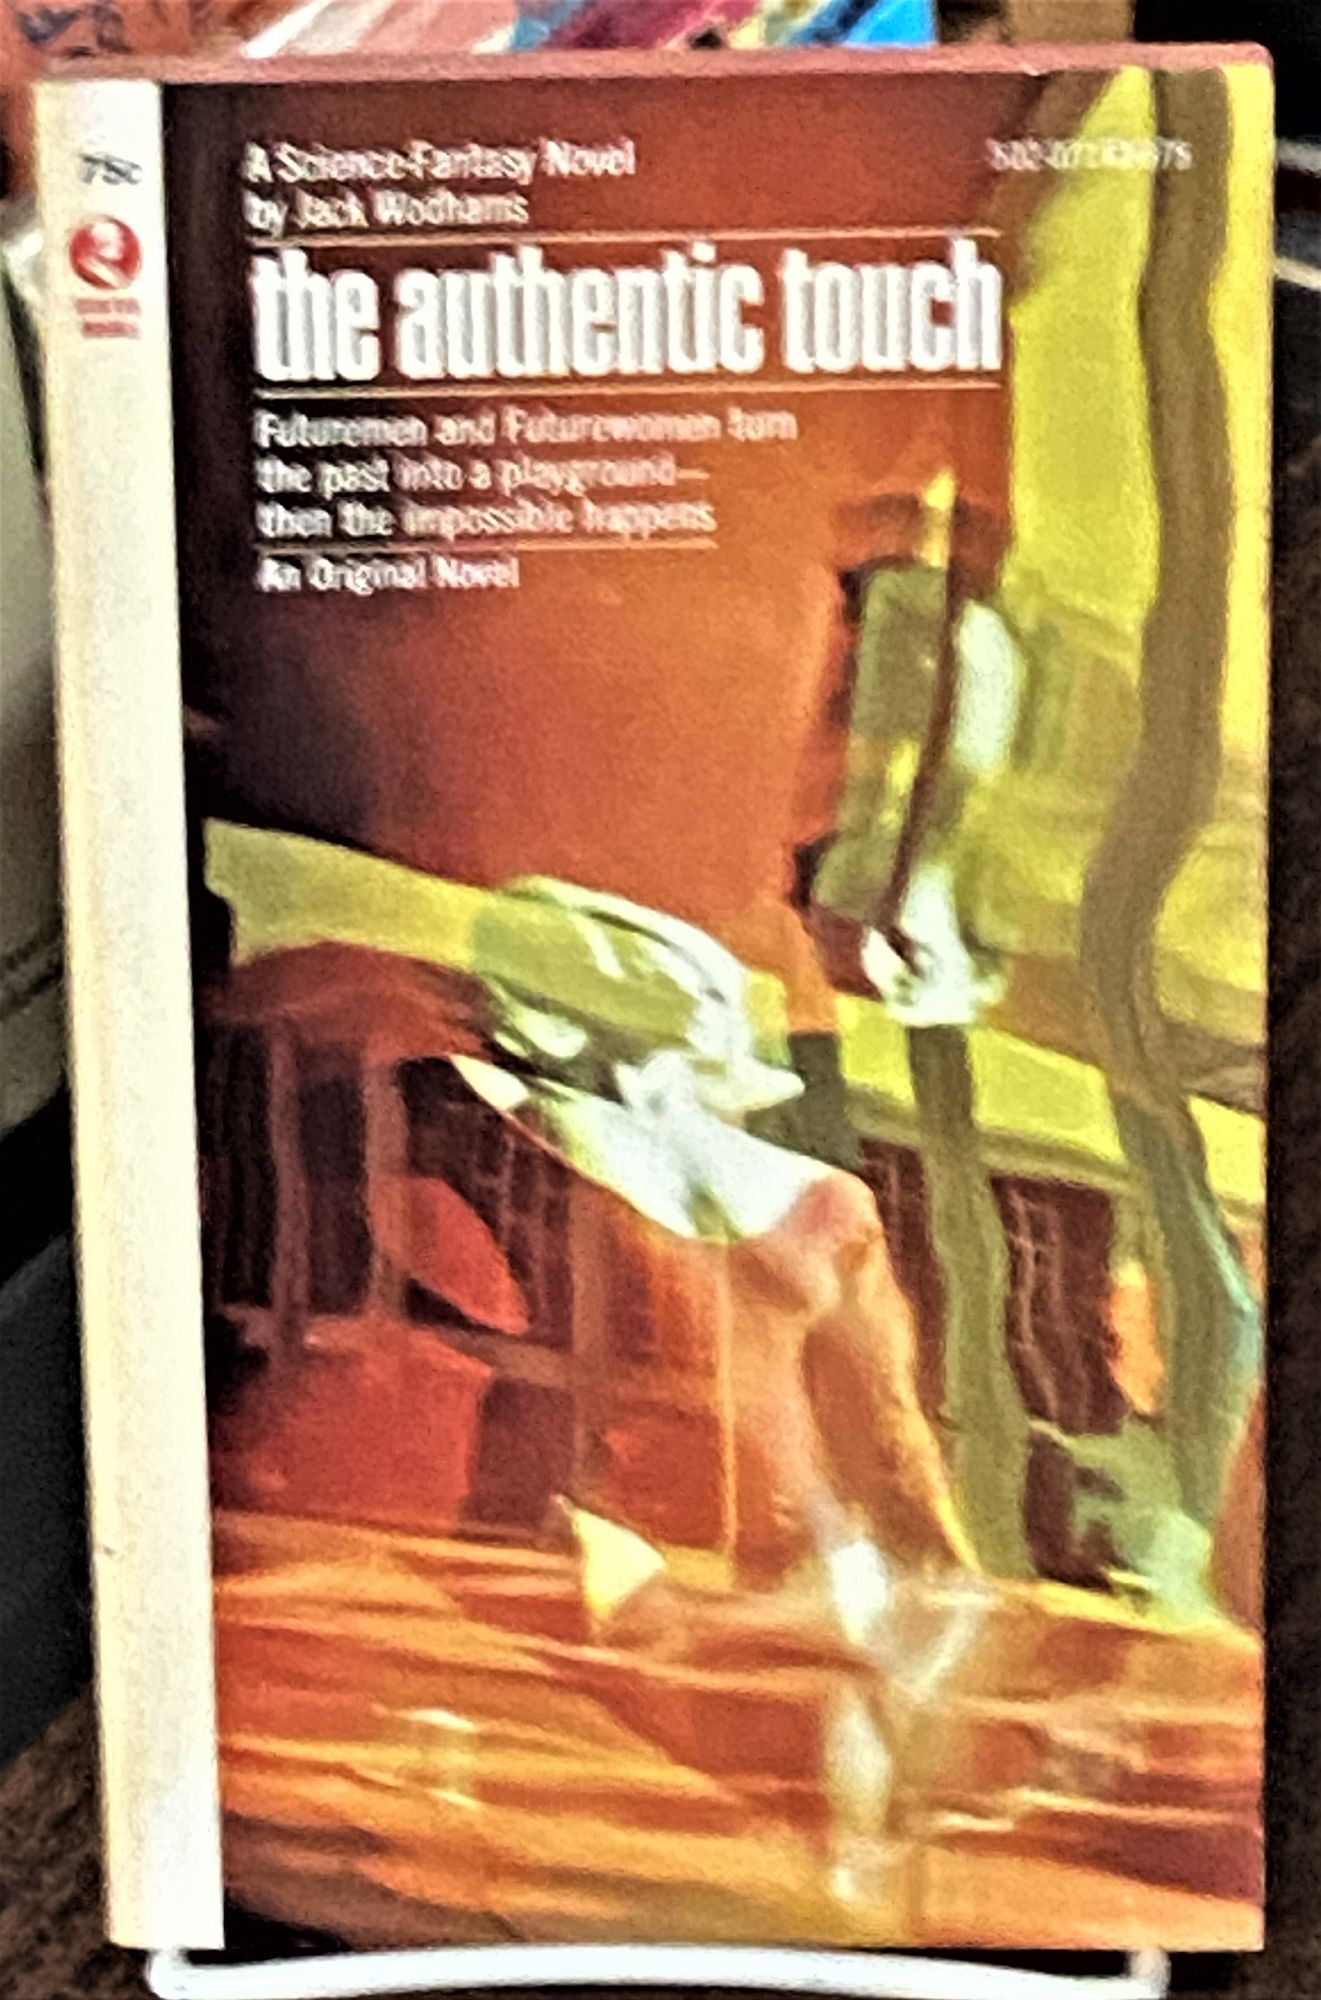 75c
A Science-Fantasy Novel
by Jack Wodhams
the authentic touch
Futuremen and Futurewomen turn
the past into a playground—
then the impossible happens
An Original Novel